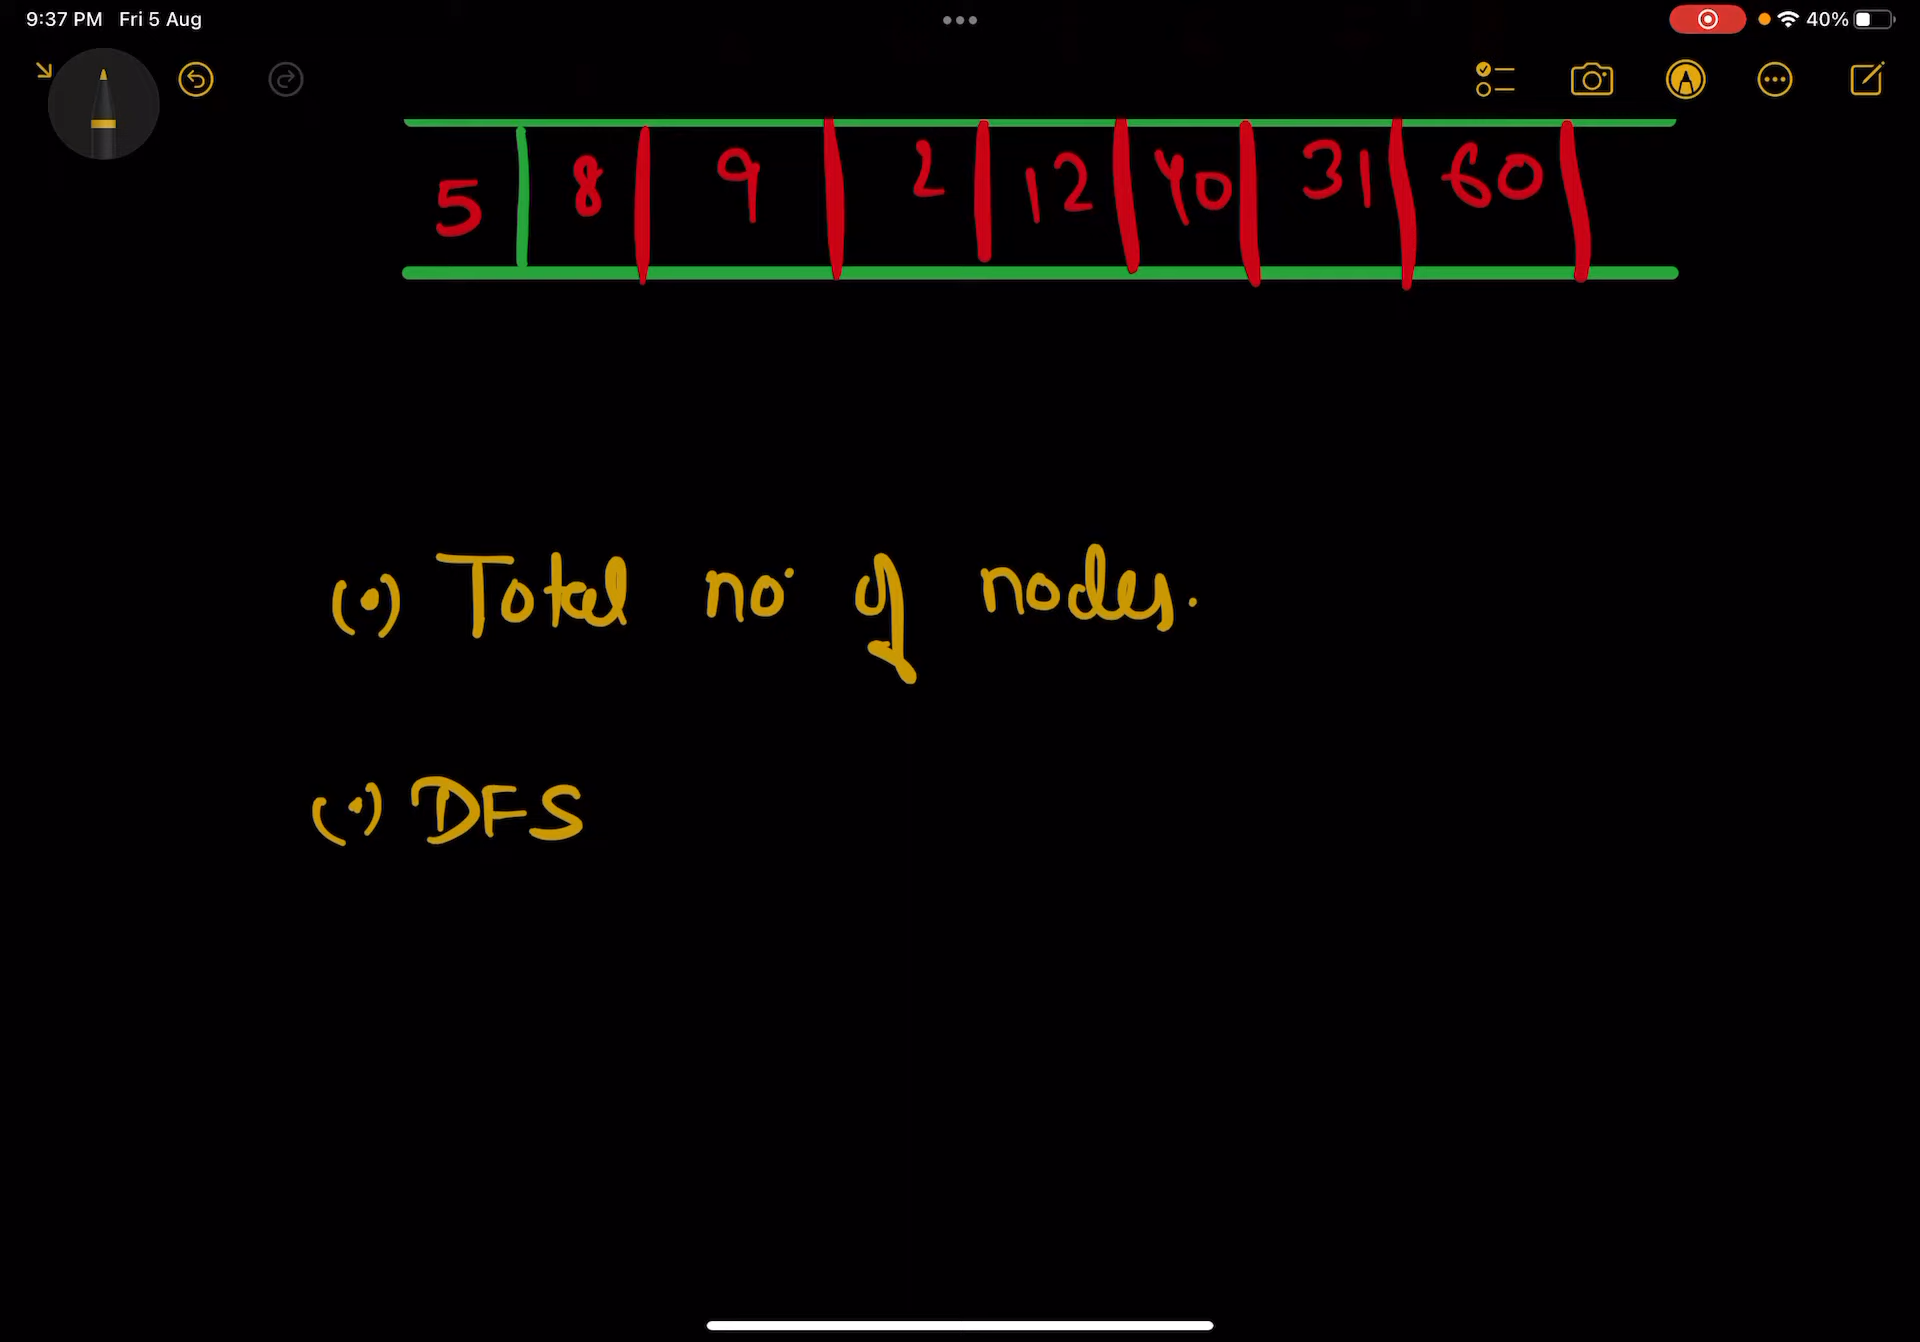 9:37 PM Fri 5 Aug
40%
5 8 9 2 12 40 31 60
(•) Total no of nodes.
(•) DFS